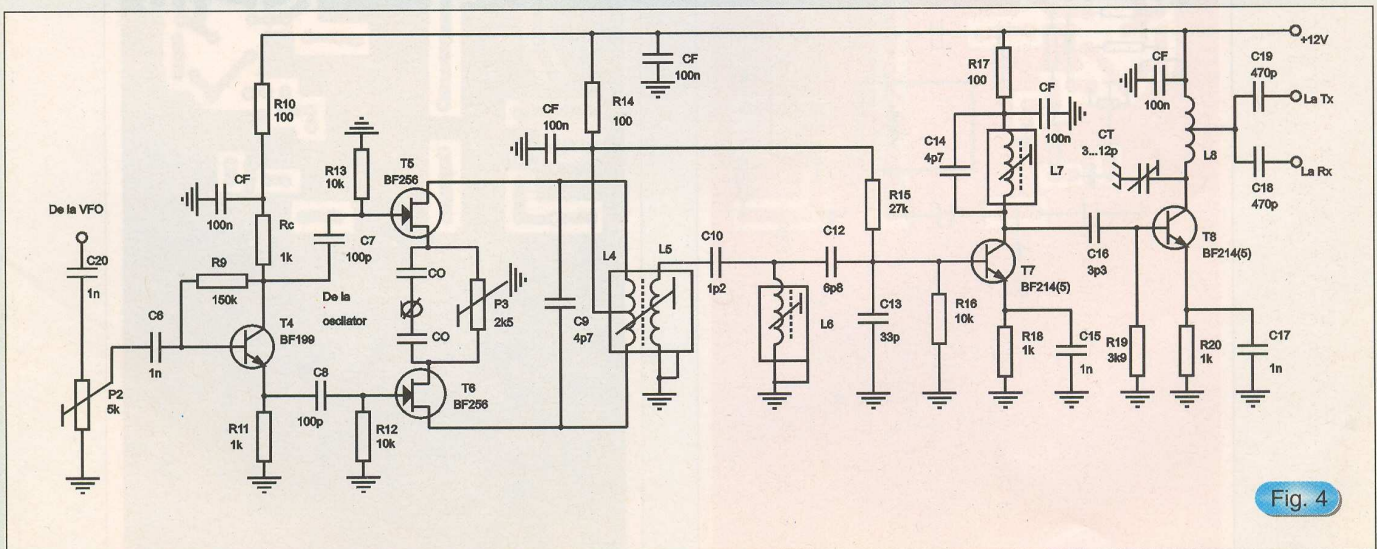 +12V
CF
100n
R17
100
CF
100n
C19
470p
La Tx
R10
100
R14
100
CF
100n
CF
100n
C14
4p7
L7
CT
3...12p
L8
C18
470p
La Rx
R13
10k
T5
BF256
De la VFO
CF
100n
R15
27k
C20
1n
Rc
1k
C7
100p
R9
150k
De la
oscilator
CO
CO
P3
2k5
L4
L5
C10
1p2
C12
6p8
T7
BF214(5)
C16
3p3
T8
BF214(5)
C6
1n
T4
BF199
C9
4p7
L6
C13
33p
R16
10k
P2
5k
C8
100p
T6
BF256
R18
1k
C15
1n
R19
3k9
R20
1k
C17
1n
R11
1k
R12
10k
Fig. 4